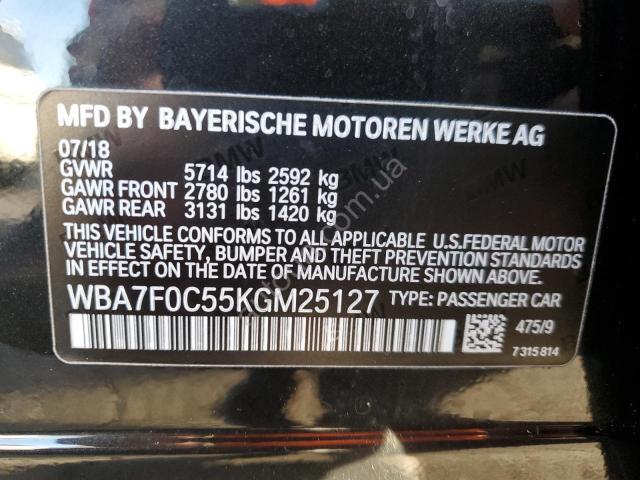 MFD BY BAYERISCHE MOTOREN WERKE AG
07/18
GVWR 5714 lbs 2592 kg
GAWR FRONT 2780 lbs 1261 kg
GAWR REAR 3131 lbs 1420 kg
THIS VEHICLE CONFORMS TO ALL APPLICABLE U.S.FEDERAL MOTOR
VEHICLE SAFETY, BUMPER AND THEFT PREVENTION STANDARDS
IN EFFECT ON THE DATE OF MANUFACTURE SHOWN ABOVE.
WBA7F0C55KGM25127 TYPE: PASSENGER CAR
475/9
7315814